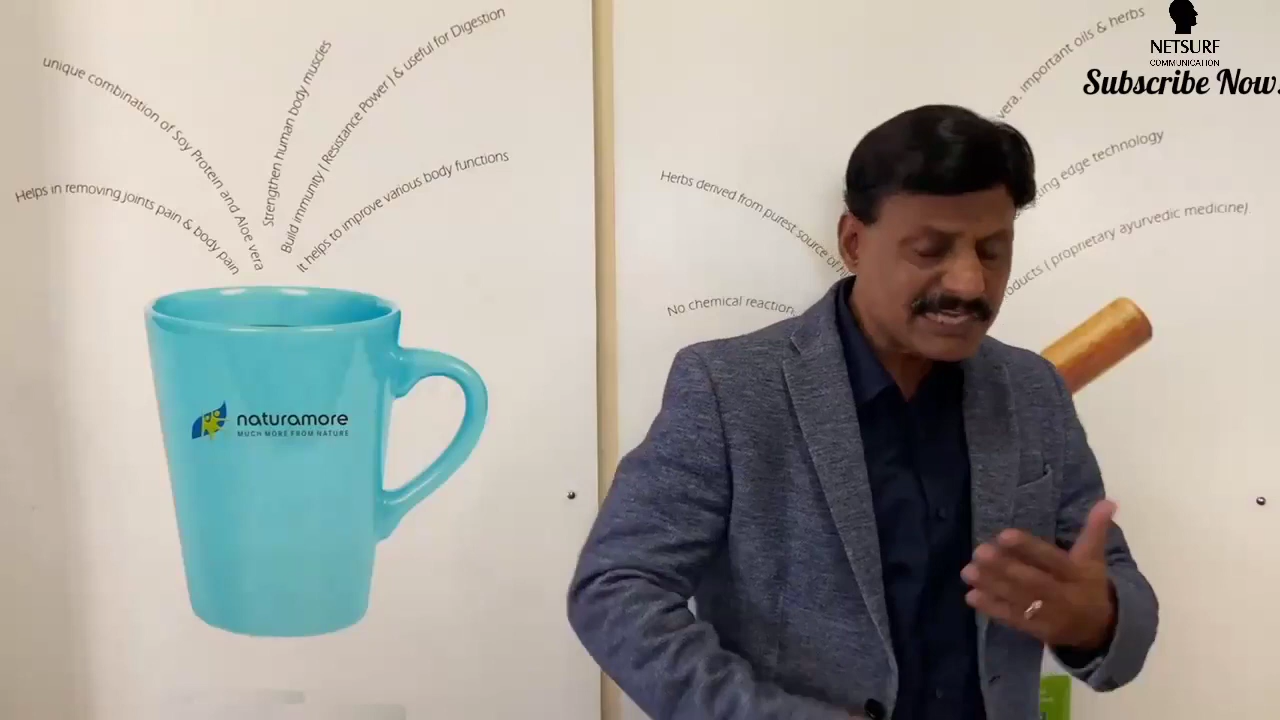 unique combination of Soy Protein and Aloe vera
Strengthen human body muscles
Build immunity ( Resistance Power ) & useful for Digestion
Helps in removing joints pain & body pain
It helps to improve various body functions
naturamore
MUCH MORE FROM NATURE
vera, important oils & herbs
NETSURF
COMMUNICATION
Subscribe Now.
Herbs derived from purest source of
edge technology
( proprietary ayurvedic medicine).
No chemical reaction